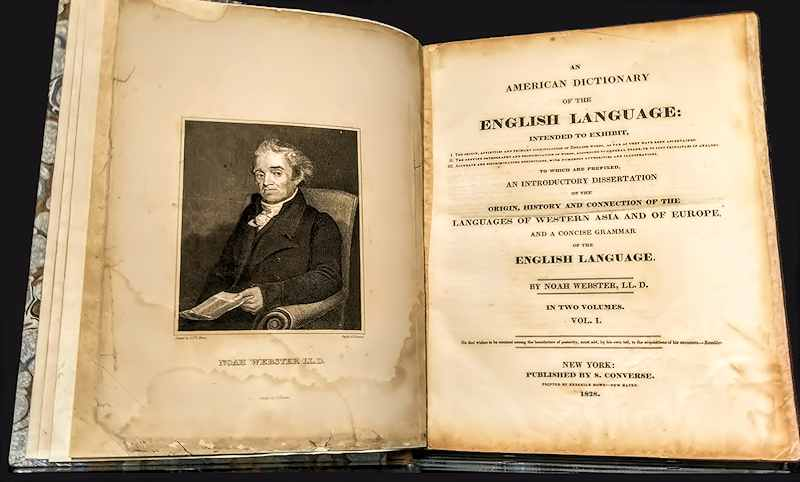 NOAH WEBSTER LL.D.
AN
AMERICAN DICTIONARY
OF THE
ENGLISH LANGUAGE:
INTENDED TO EXHIBIT,
I. THE ORIGIN, AFFINITIES AND PRIMARY SIGNIFICATION OF ENGLISH WORDS, AS FAR AS THEY HAVE BEEN ASCERTAINED.
II. THE GENUINE ORTHOGRAPHY AND PRONUNCIATION OF WORDS, ACCORDING TO GENERAL USAGE, OR TO JUST PRINCIPLES OF ANALOGY.
III. ACCURATE AND DISCRIMINATING DEFINITIONS, WITH NUMEROUS AUTHORITIES AND ILLUSTRATIONS.
TO WHICH ARE PREFIXED,
AN INTRODUCTORY DISSERTATION
ON THE
ORIGIN, HISTORY AND CONNECTION OF THE
LANGUAGES OF WESTERN ASIA AND OF EUROPE,
AND A CONCISE GRAMMAR
OF THE
ENGLISH LANGUAGE.
BY NOAH WEBSTER, LL. D.
IN TWO VOLUMES.
VOL. I.
He that wishes to be counted among the benefactors of posterity, must add, by his own toil, to the acquisitions of his ancestors.—Rambler.
NEW YORK:
PUBLISHED BY S. CONVERSE.
PRINTED BY HEZEKIAH HOWE—NEW HAVEN.
1828.